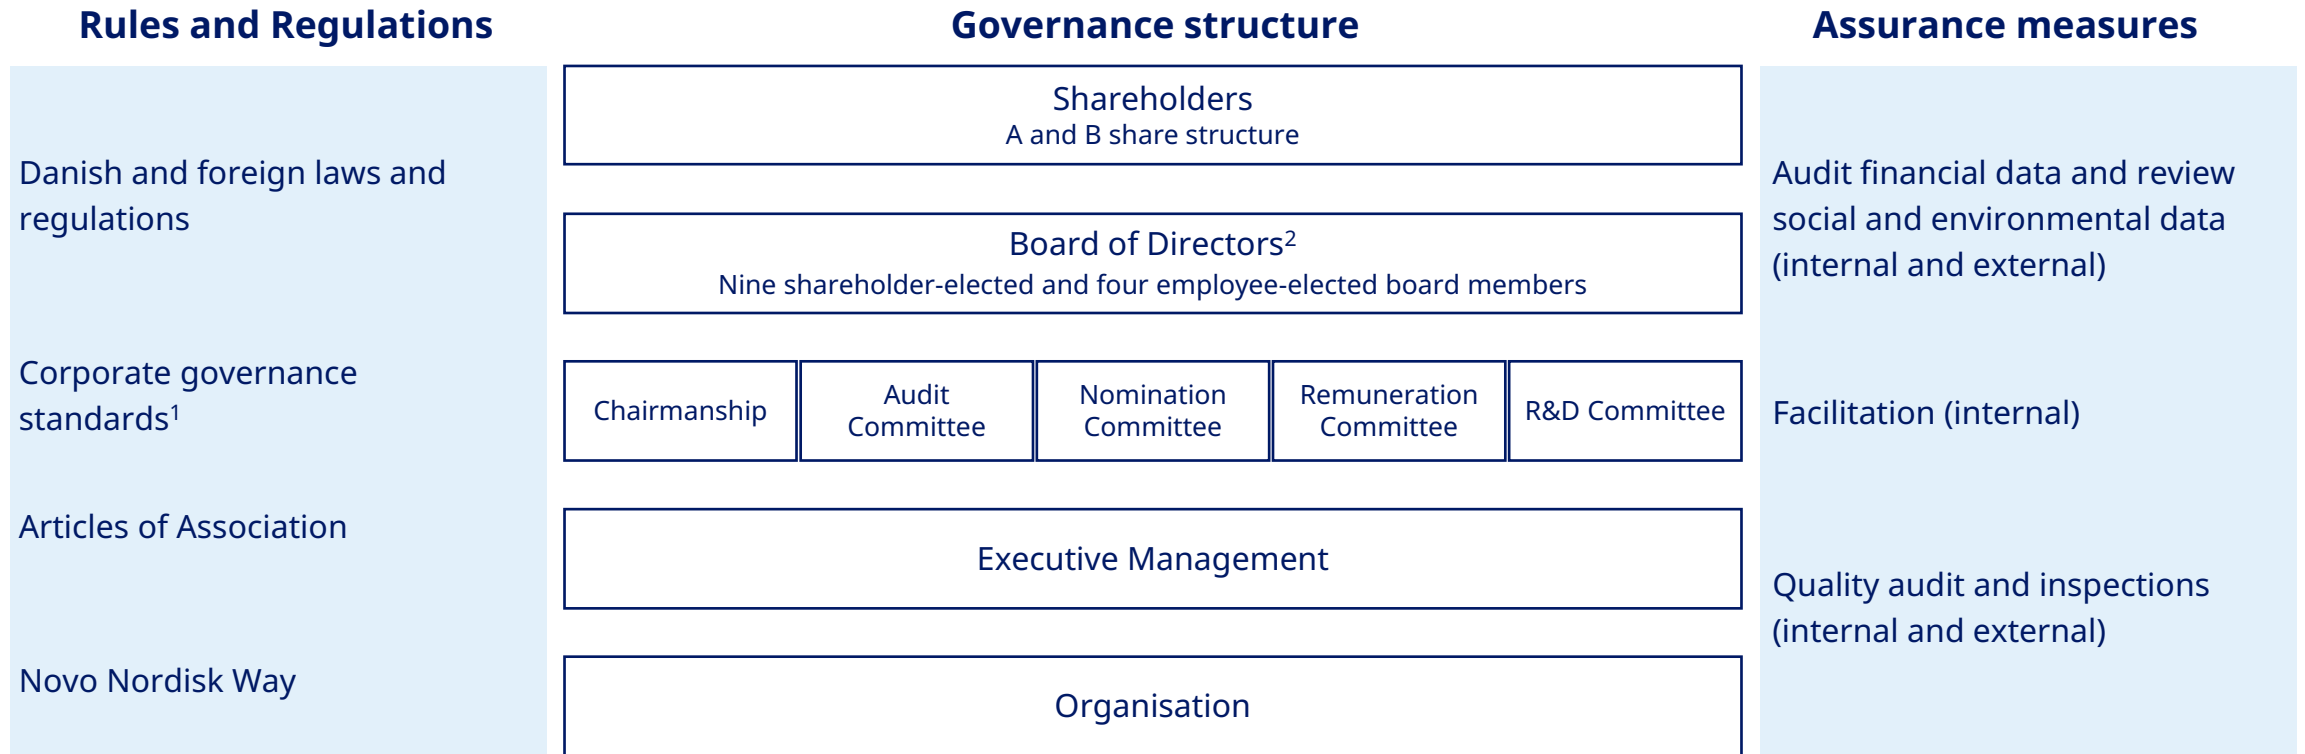 Rules and Regulations
Danish and foreign laws and
regulations
Corporate governance
standards¹
Articles of Association
Novo Nordisk Way
Governance structure
Shareholders
A and B share structure
Board of Directors²
Nine shareholder-elected and four employee-elected board members
Chairmanship
Audit
Committee
Nomination
Committee
Remuneration
Committee
R&D Committee
Executive Management
Organisation
Assurance measures
Audit financial data and review
social and environmental data
(internal and external)
Facilitation (internal)
Quality audit and inspections
(internal and external)